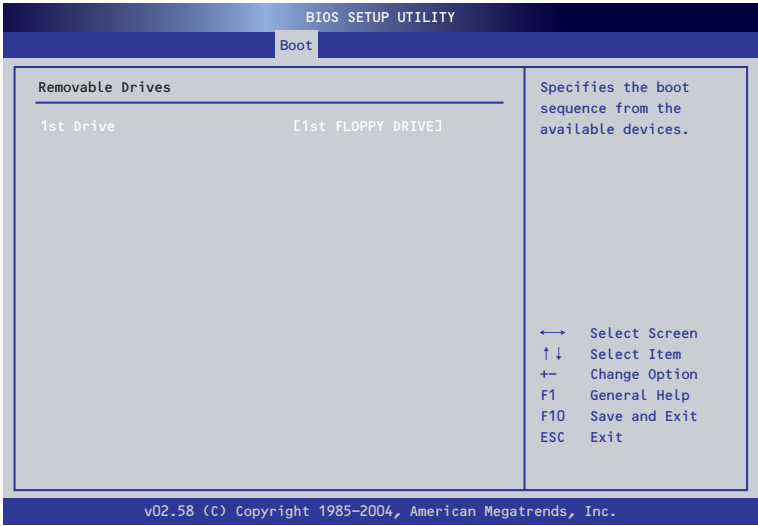 BIOS SETUP UTILITY
Boot
Removable Drives
1st Drive [1st FLOPPY DRIVE]
Specifies the boot
sequence from the
available devices.
←→ Select Screen
↑↓ Select Item
+- Change Option
F1 General Help
F10 Save and Exit
ESC Exit
v02.58 (C) Copyright 1985-2004, American Megatrends, Inc.